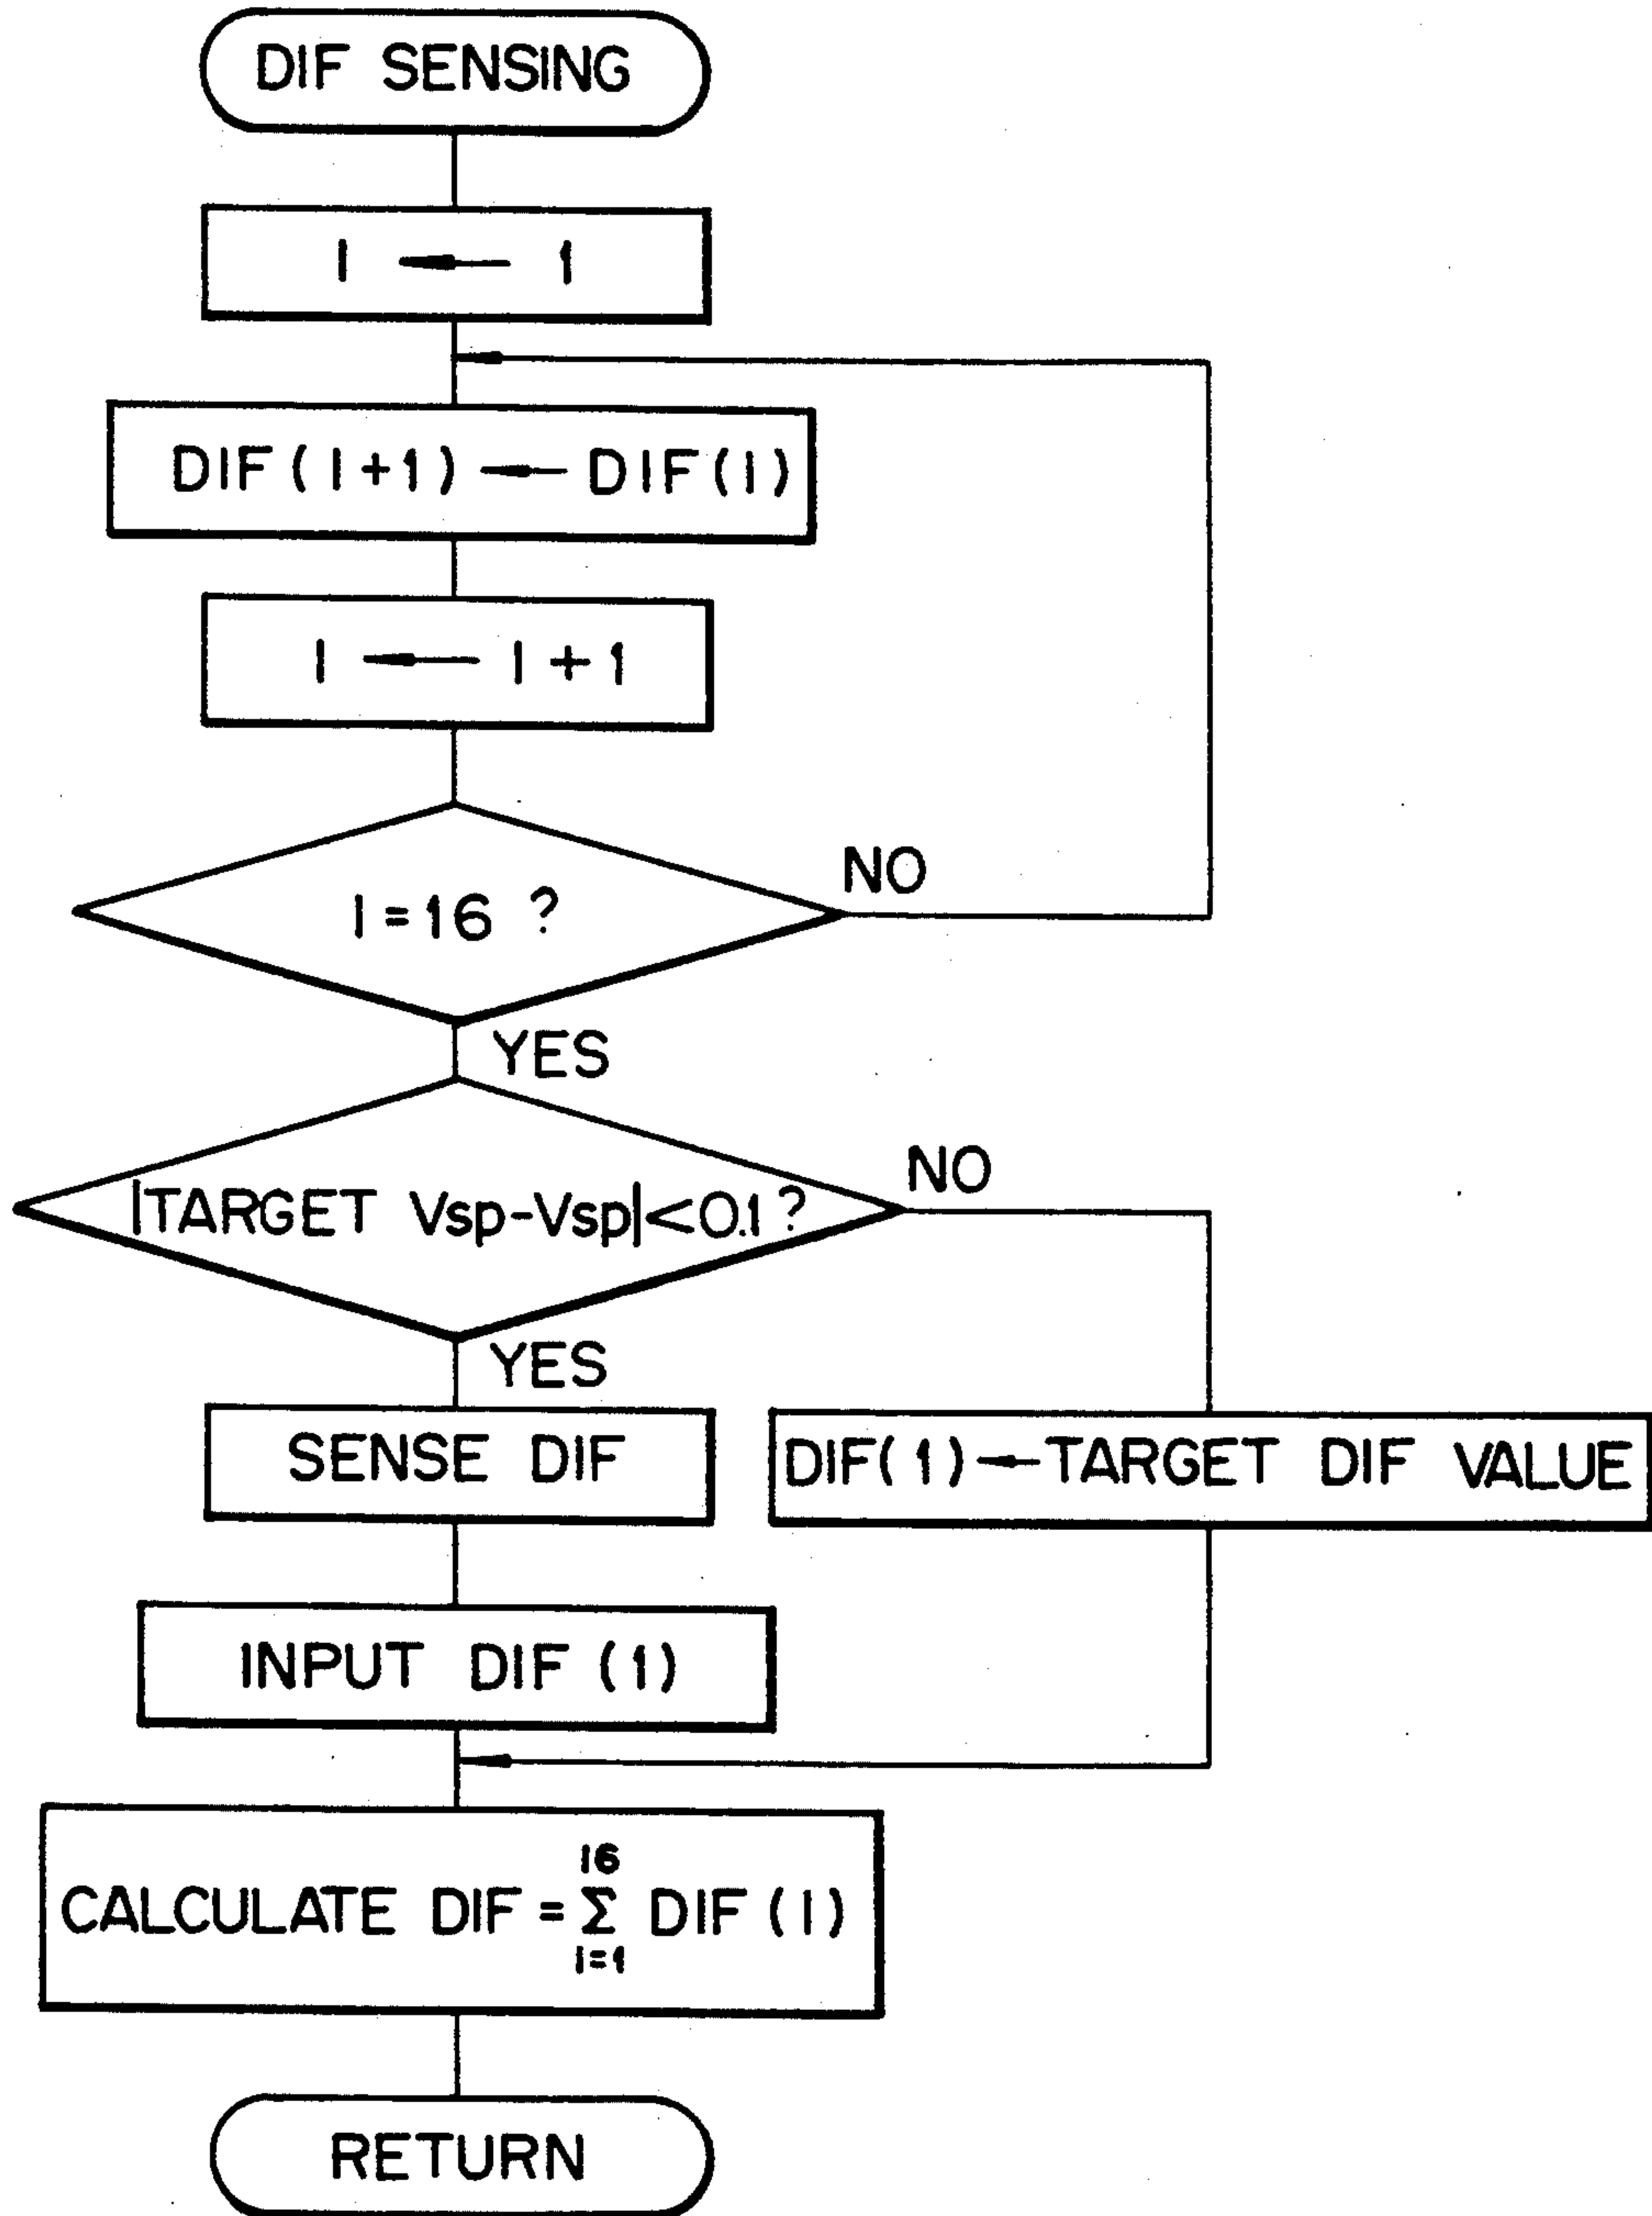 DIF SENSING
I ← 1
DIF(I+1) ← DIF(I)
I ← I+1
I=16 ?
NO
YES
|TARGET Vsp-Vsp|<0.1?
NO
YES
SENSE DIF
DIF(1)←TARGET DIF VALUE
INPUT DIF (1)
16
CALCULATE DIF = Σ DIF (I)
I=1
RETURN